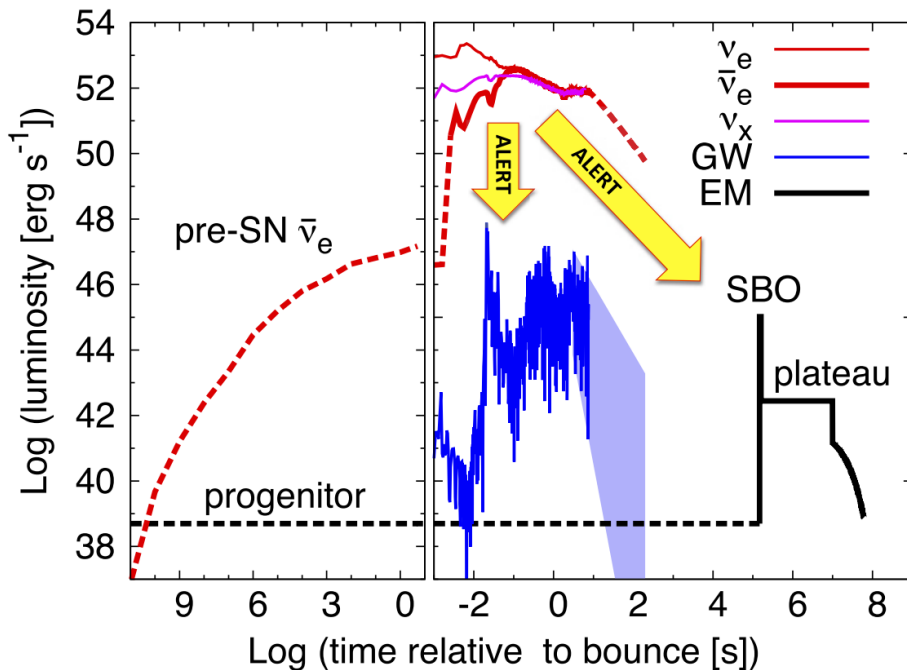 Log (luminosity [erg s⁻¹])
54
52
50
48
46
44
42
40
38
pre-SN ν̄ₑ
progenitor
νₑ
ν̄ₑ
νₓ
GW
EM
ALERT
ALERT
SBO
plateau
9 6 3 0 -2 0 2 4 6 8
Log (time relative to bounce [s])